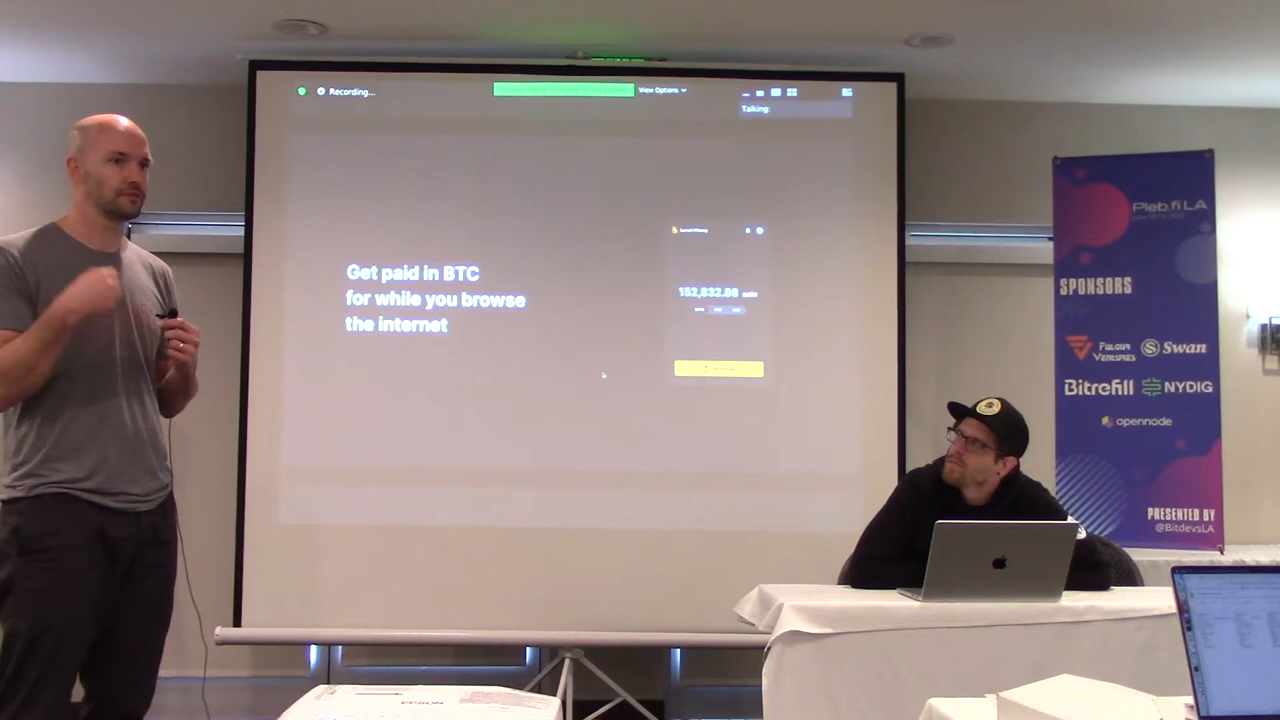 Recording...
View Options
Talking:
Get paid in BTC
for while you browse
the internet
152,832.86 sats
Pleb.fi LA
SPONSORS
FULGUR
VENTURES
Swan
Bitrefill
NYDIG
opennode
PRESENTED BY
@BitdevsLA
EPSON